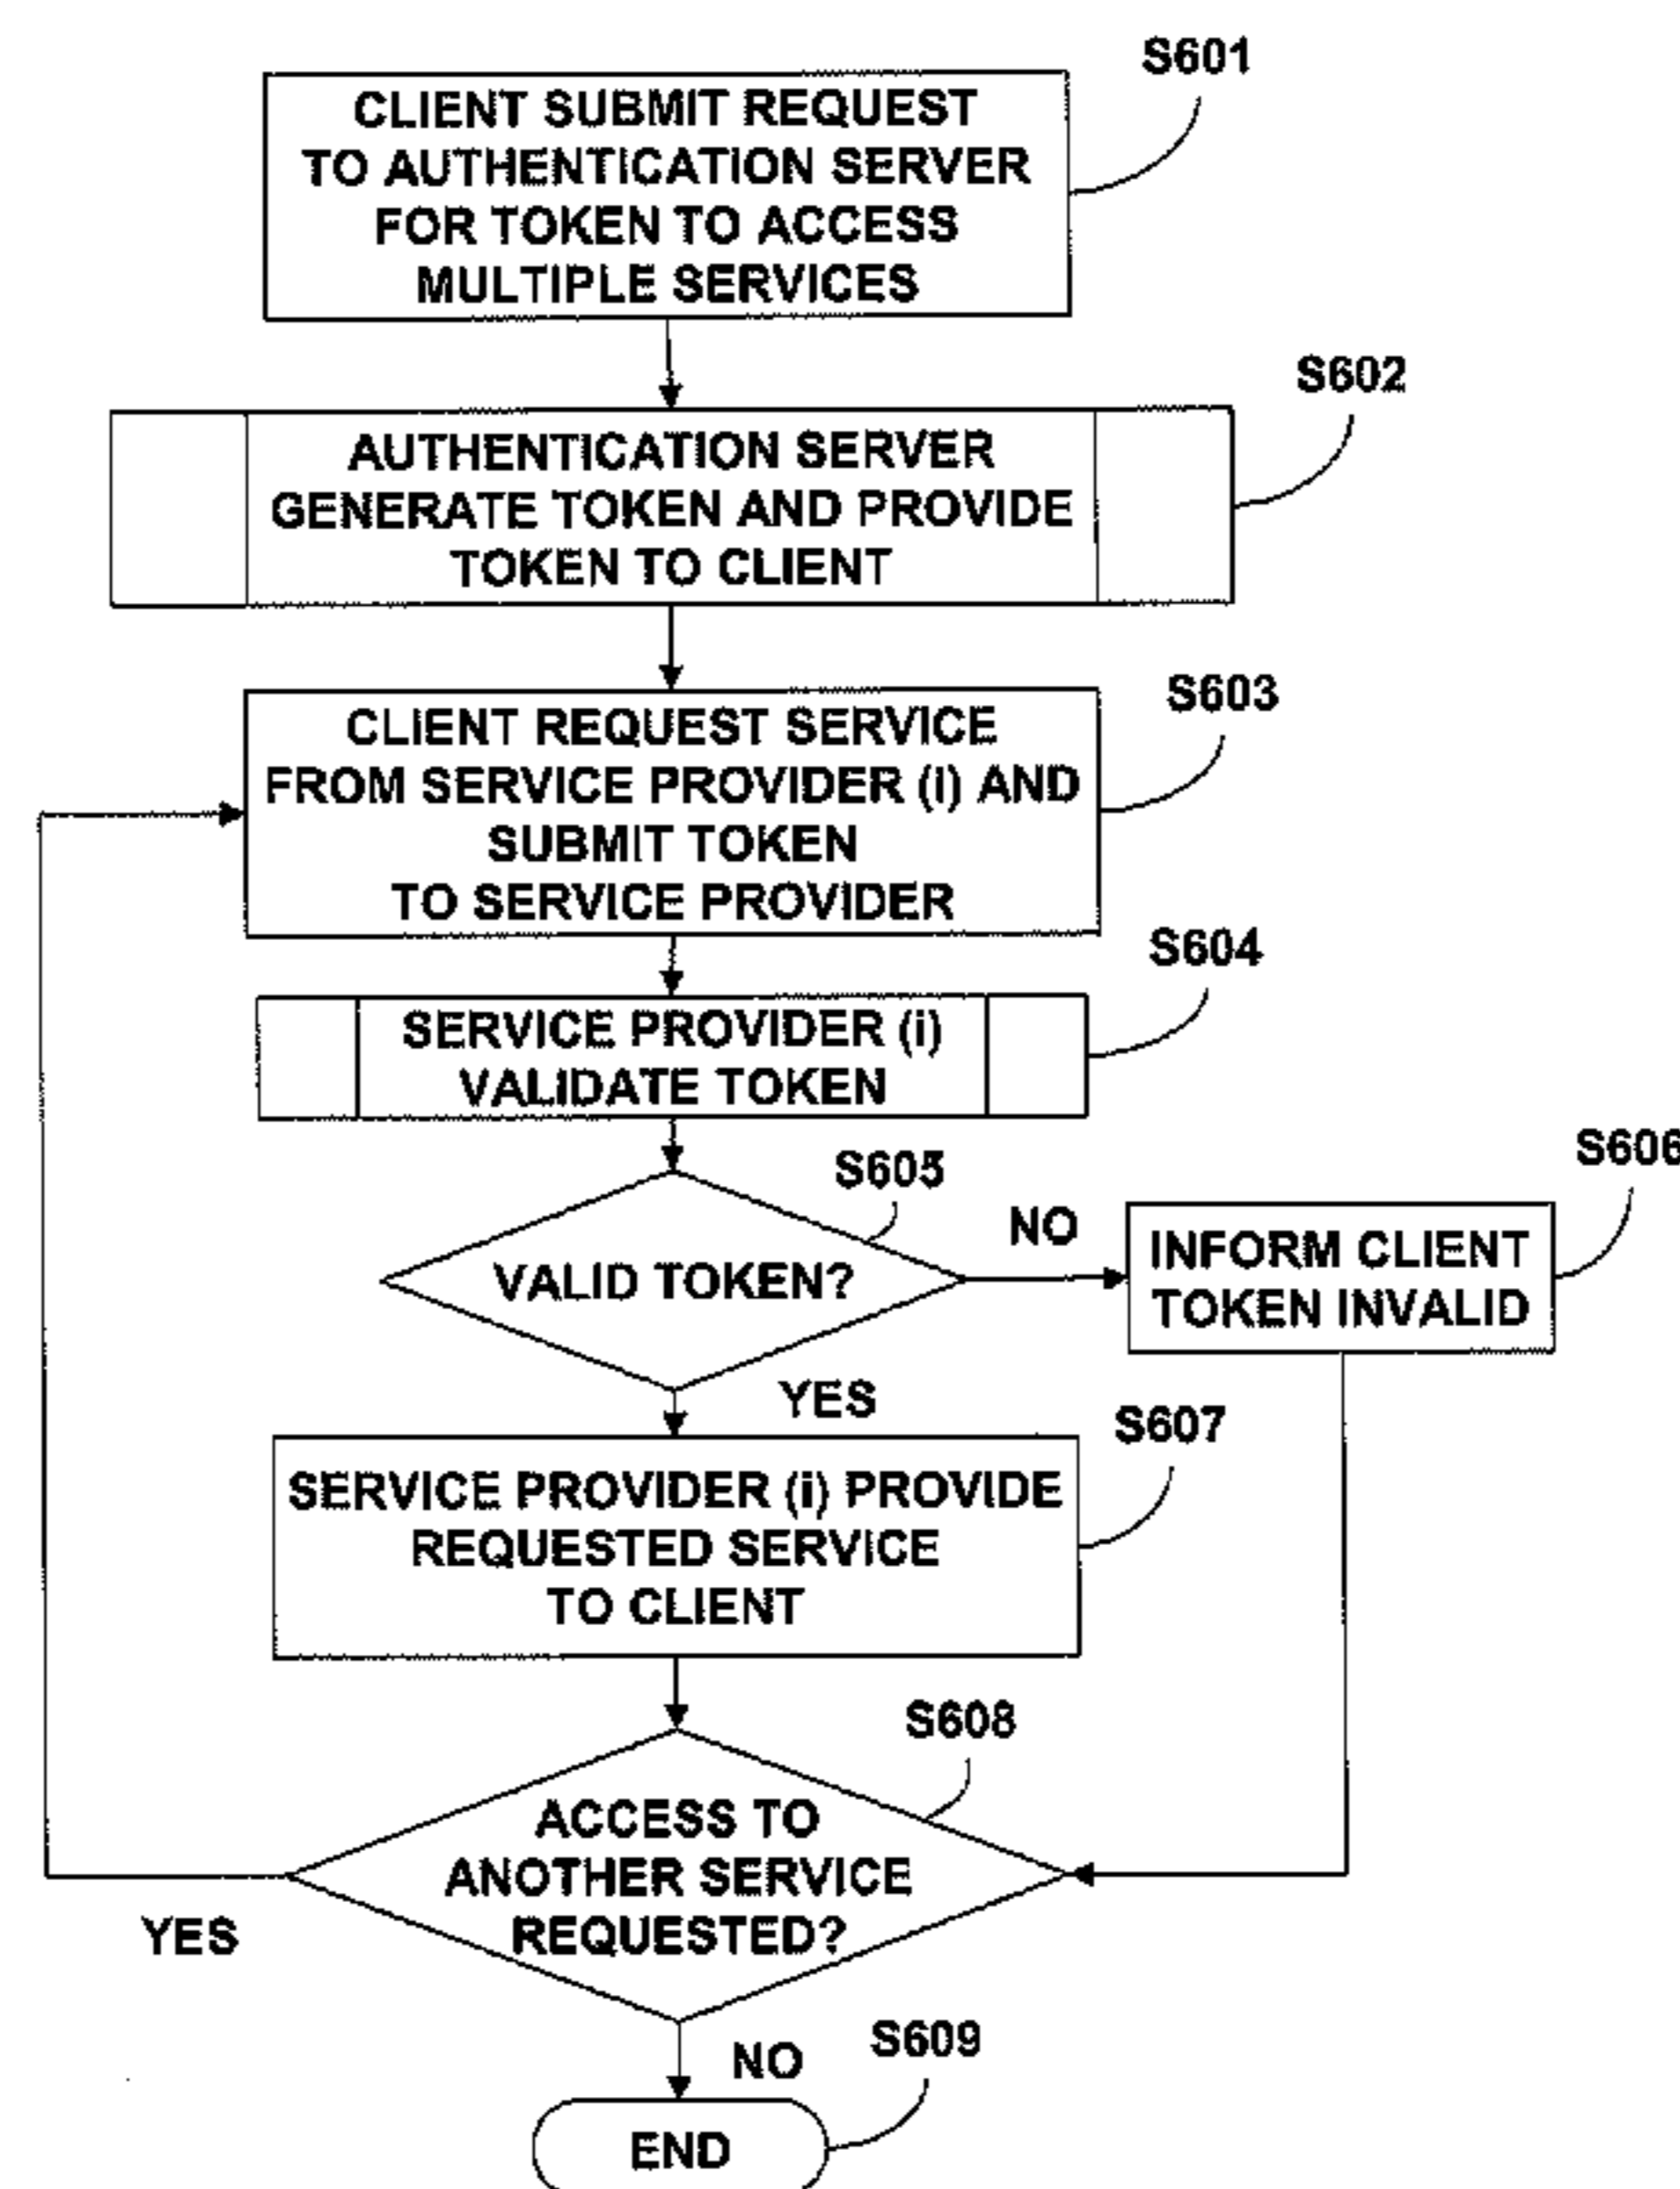 S601
CLIENT SUBMIT REQUEST
TO AUTHENTICATION SERVER
FOR TOKEN TO ACCESS
MULTIPLE SERVICES
S602
AUTHENTICATION SERVER
GENERATE TOKEN AND PROVIDE
TOKEN TO CLIENT
S603
CLIENT REQUEST SERVICE
FROM SERVICE PROVIDER (i) AND
SUBMIT TOKEN
TO SERVICE PROVIDER
S604
SERVICE PROVIDER (i)
VALIDATE TOKEN
S605
VALID TOKEN?
NO
S606
INFORM CLIENT
TOKEN INVALID
YES
S607
SERVICE PROVIDER (i) PROVIDE
REQUESTED SERVICE
TO CLIENT
S608
ACCESS TO
ANOTHER SERVICE
REQUESTED?
YES
NO
S609
END